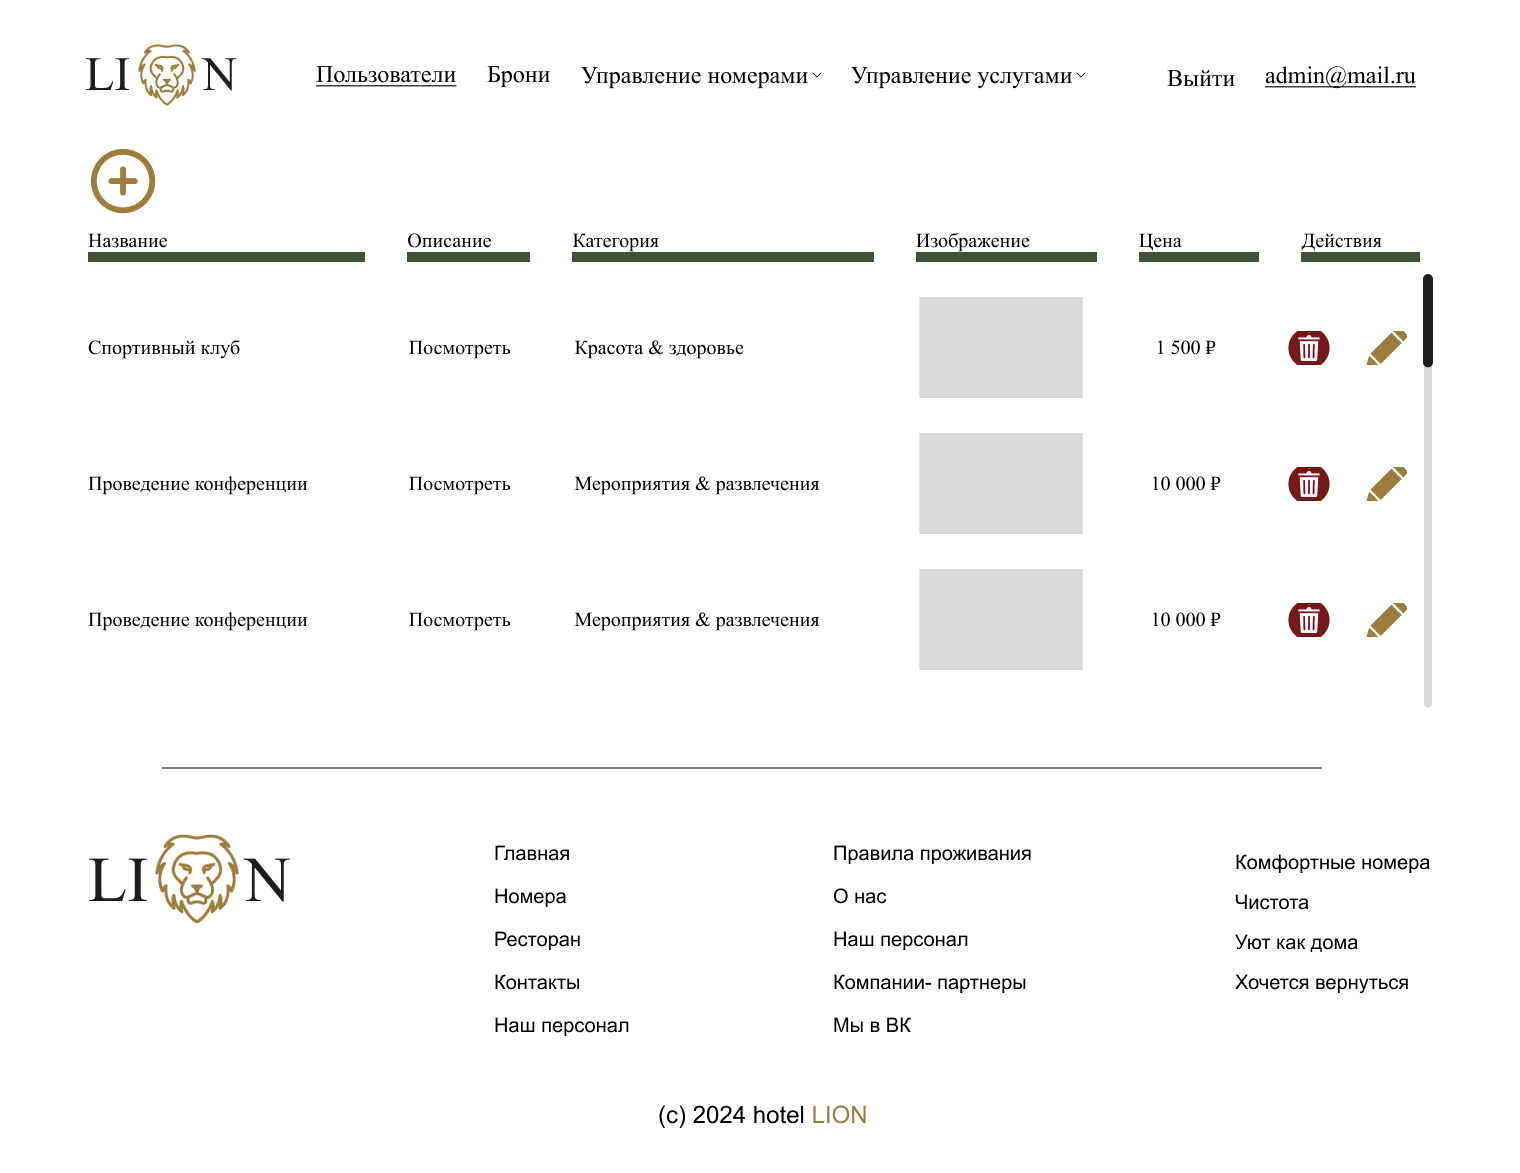 LION
Пользователи Брони Управление номерами Управление услугами Выйти admin@mail.ru
Название Описание Категория Изображение Цена Действия
Спортивный клуб Посмотреть Красота & здоровье 1 500 ₽
Проведение конференции Посмотреть Мероприятия & развлечения 10 000 ₽
Проведение конференции Посмотреть Мероприятия & развлечения 10 000 ₽
LION
Главная
Номера
Ресторан
Контакты
Наш персонал
Правила проживания
О нас
Наш персонал
Компании- партнеры
Мы в ВК
Комфортные номера
Чистота
Уют как дома
Хочется вернуться
(c) 2024 hotel LION